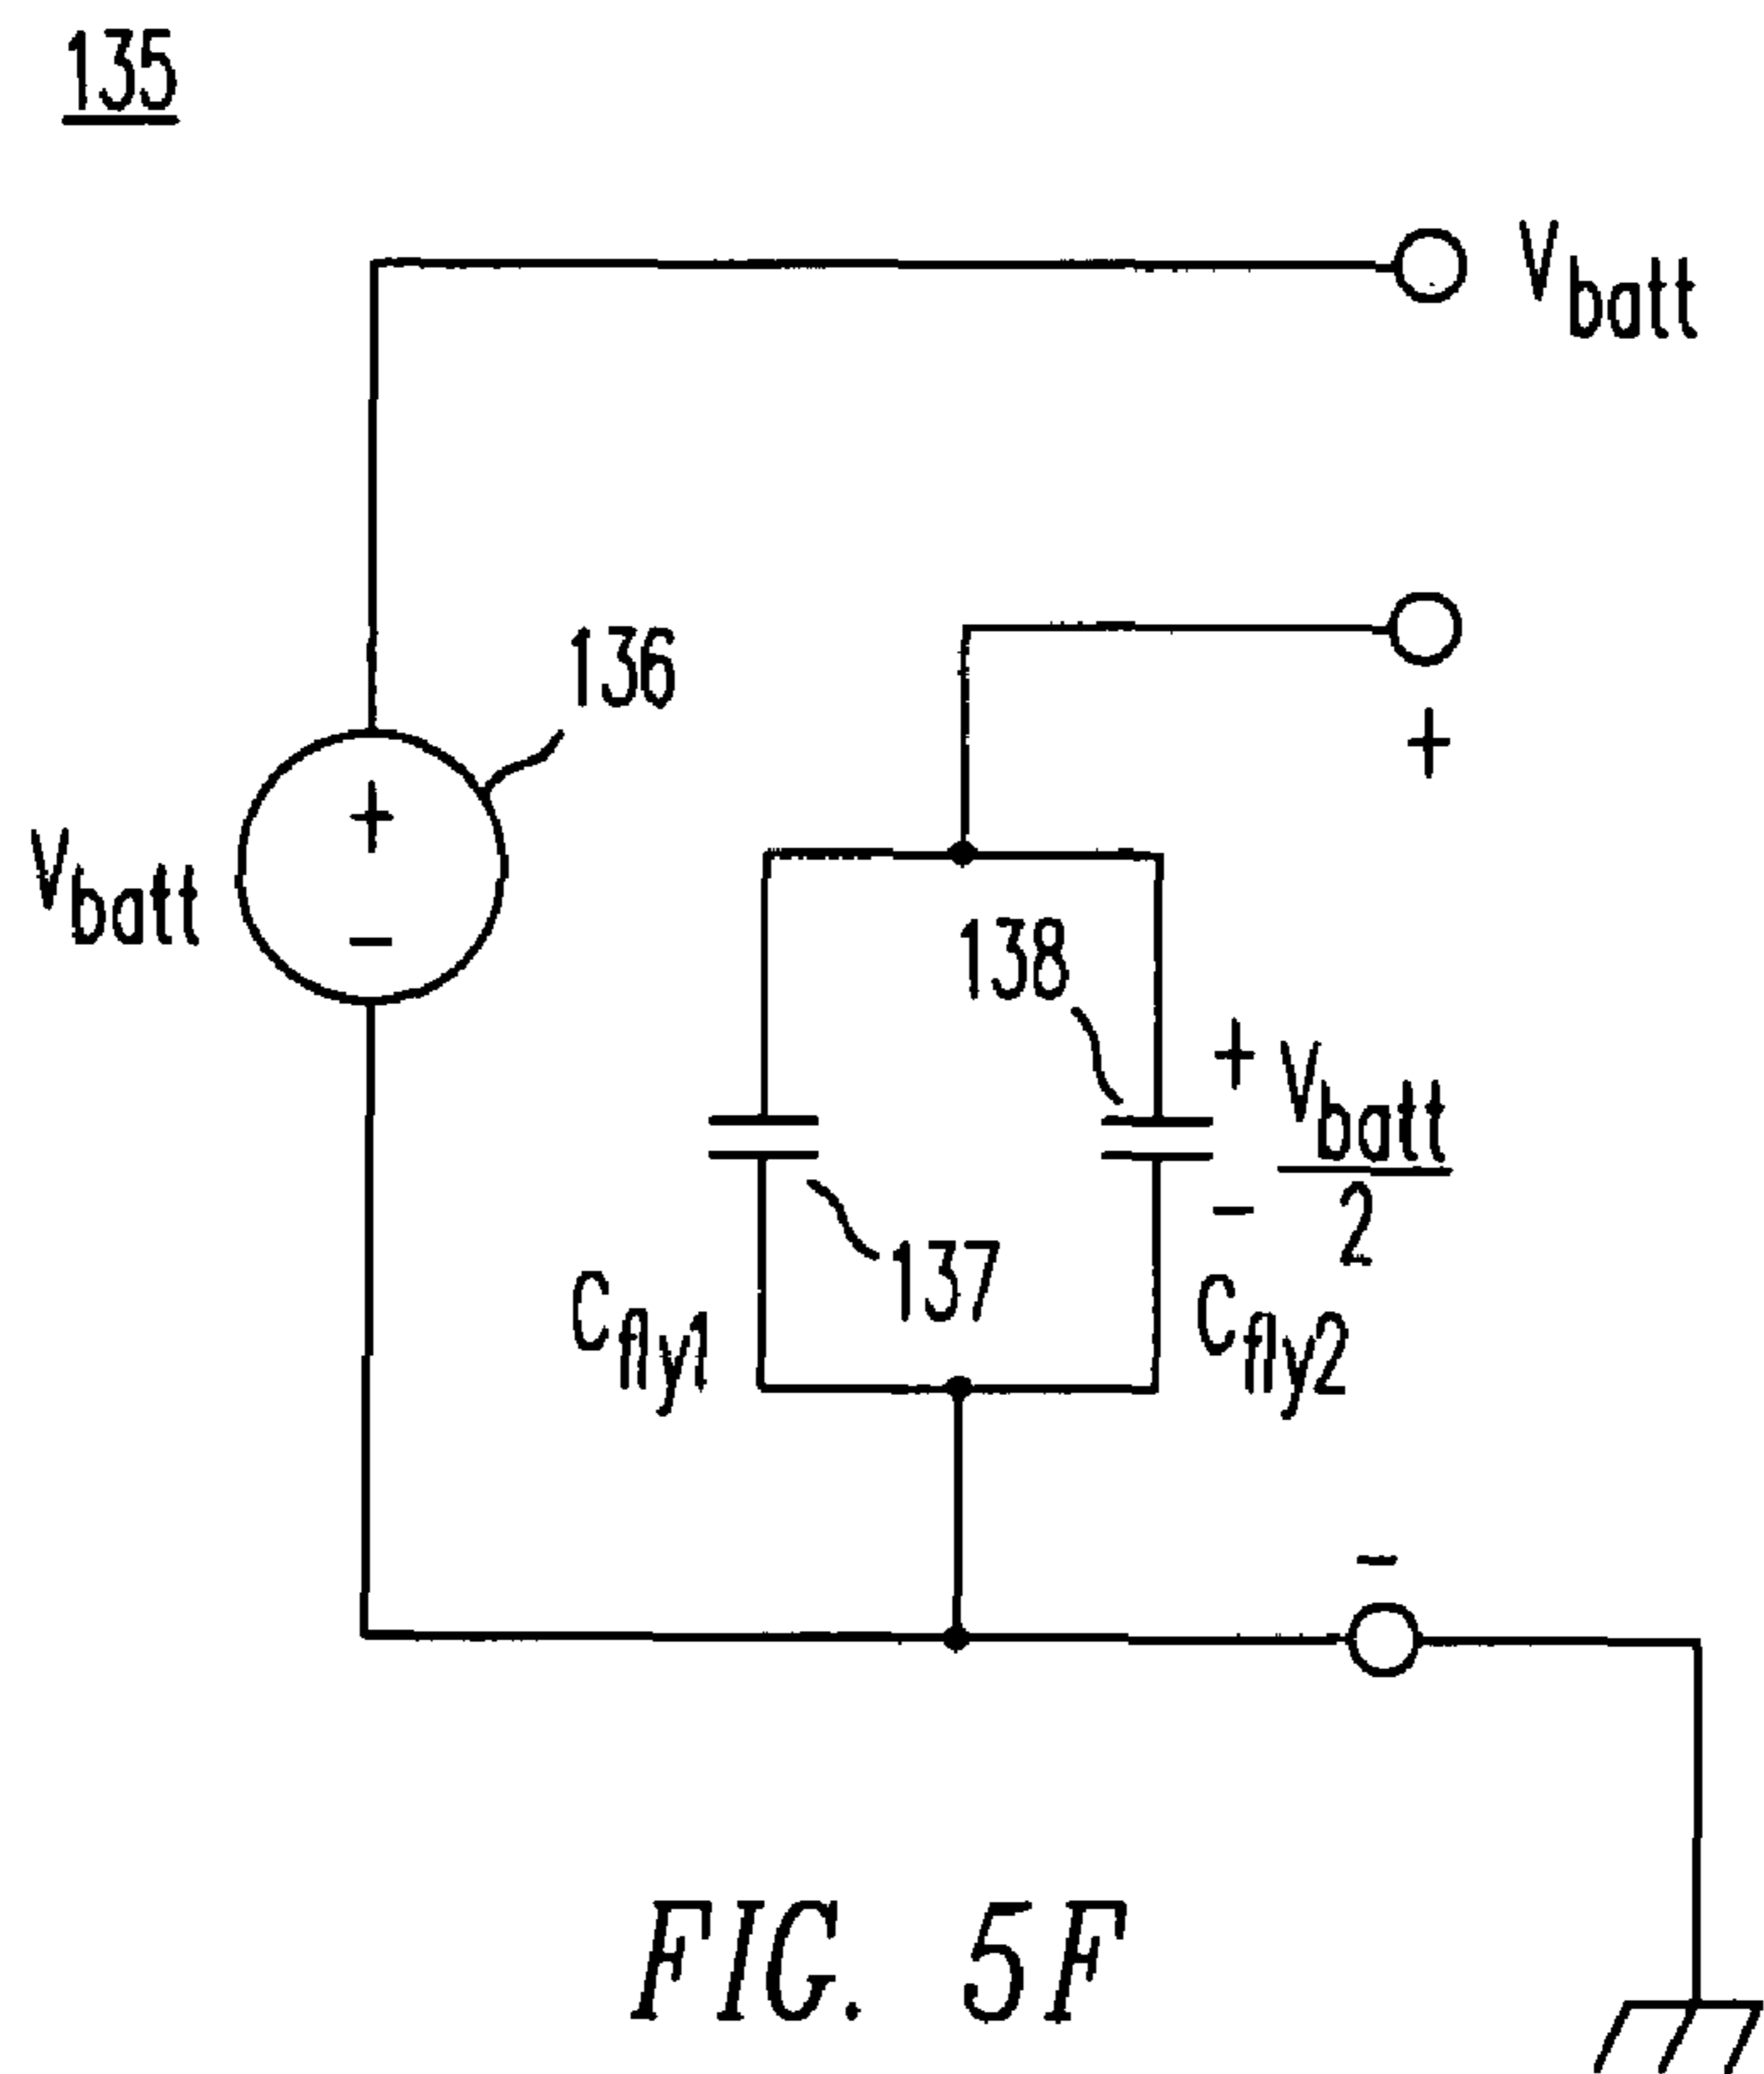 135
Vbatt
136
+
+
Vbatt
-
138
+
Vbatt
-
2
137
Cfly1
Cfly2
-
FIG. 5F